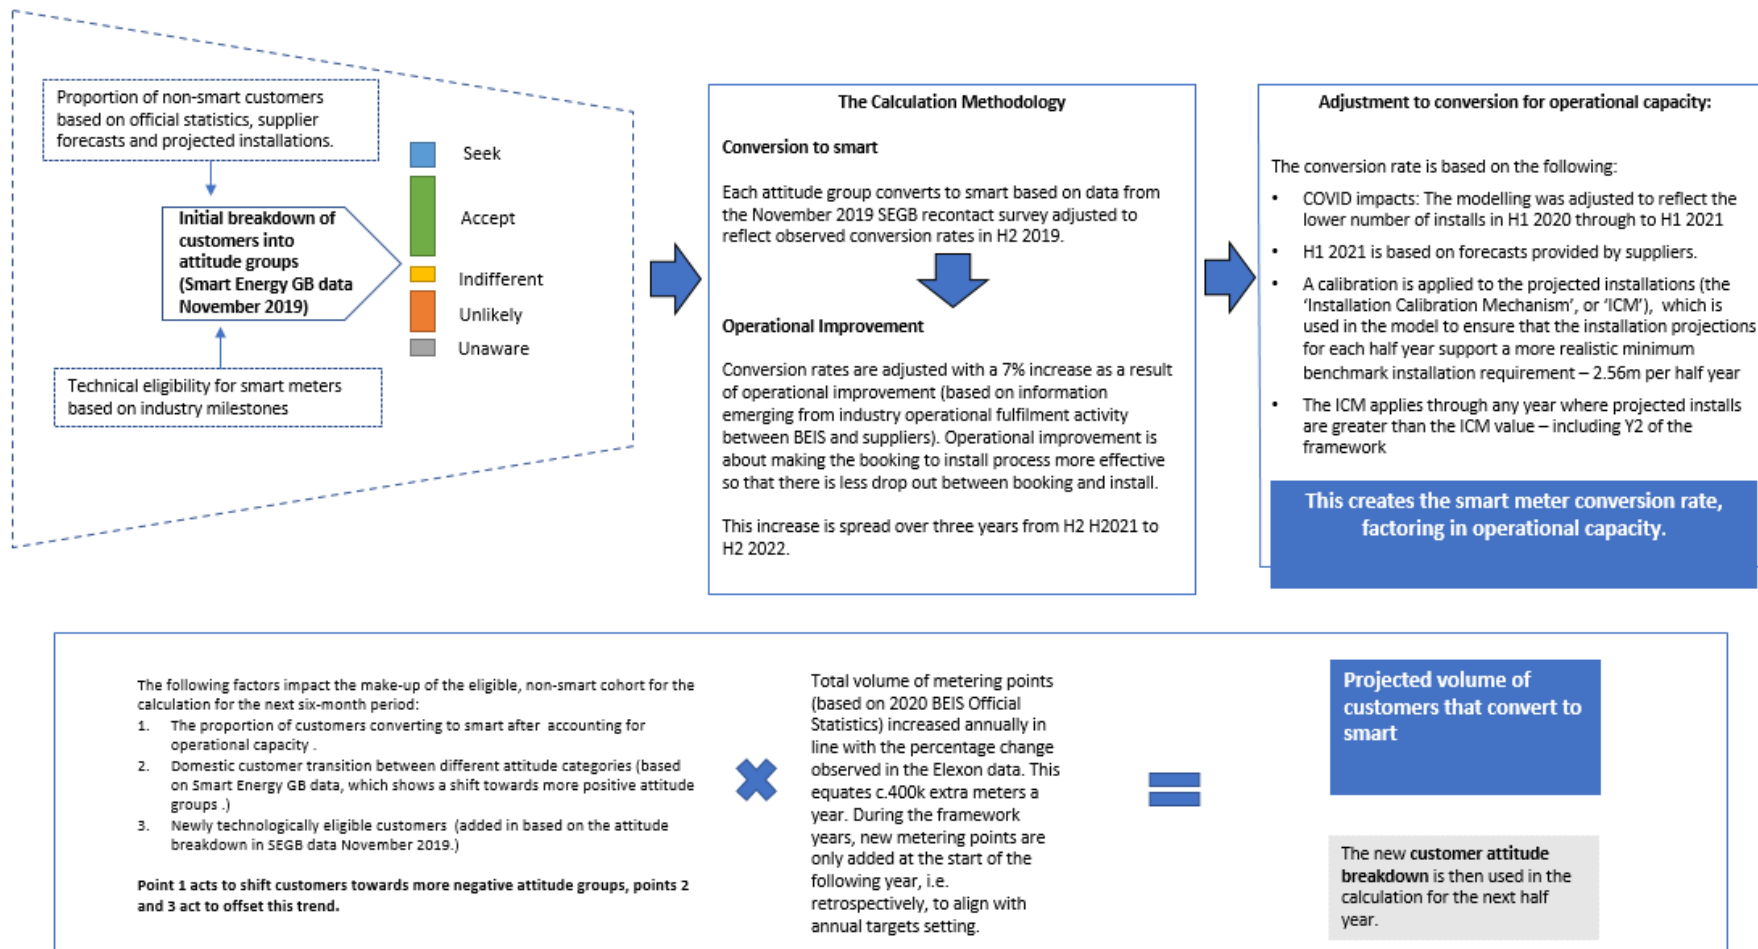 Proportion of non-smart customers
based on official statistics, supplier
forecasts and projected installations.
Initial breakdown of
customers into
attitude groups
(Smart Energy GB data
November 2019)
Technical eligibility for smart meters
based on industry milestones
Seek
Accept
Indifferent
Unlikely
Unaware
The Calculation Methodology
Conversion to smart
Each attitude group converts to smart based on data from
the November 2019 SEGB recontact survey adjusted to
reflect observed conversion rates in H2 2019.
Operational Improvement
Conversion rates are adjusted with a 7% increase as a result
of operational improvement (based on information
emerging from industry operational fulfilment activity
between BEIS and suppliers). Operational improvement is
about making the booking to install process more effective
so that there is less drop out between booking and install.
This increase is spread over three years from H2 H2021 to
H2 2022.
Adjustment to conversion for operational capacity:
The conversion rate is based on the following:
• COVID impacts: The modelling was adjusted to reflect the
lower number of installs in H1 2020 through to H1 2021
• H1 2021 is based on forecasts provided by suppliers.
• A calibration is applied to the projected installations (the
‘Installation Calibration Mechanism’, or ‘ICM’), which is
used in the model to ensure that the installation projections
for each half year support a more realistic minimum
benchmark installation requirement – 2.56m per half year
• The ICM applies through any year where projected installs
are greater than the ICM value – including Y2 of the
framework
This creates the smart meter conversion rate,
factoring in operational capacity.
The following factors impact the make-up of the eligible, non-smart cohort for the
calculation for the next six-month period:
1. The proportion of customers converting to smart after accounting for
operational capacity .
2. Domestic customer transition between different attitude categories (based
on Smart Energy GB data, which shows a shift towards more positive attitude
groups .)
3. Newly technologically eligible customers (added in based on the attitude
breakdown in SEGB data November 2019.)
Point 1 acts to shift customers towards more negative attitude groups, points 2
and 3 act to offset this trend.
Total volume of metering points
(based on 2020 BEIS Official
Statistics) increased annually in
line with the percentage change
observed in the Elexon data. This
equates c.400k extra meters a
year. During the framework
years, new metering points are
only added at the start of the
following year, i.e.
retrospectively, to align with
annual targets setting.
Projected volume of
customers that convert to
smart
The new customer attitude
breakdown is then used in the
calculation for the next half
year.